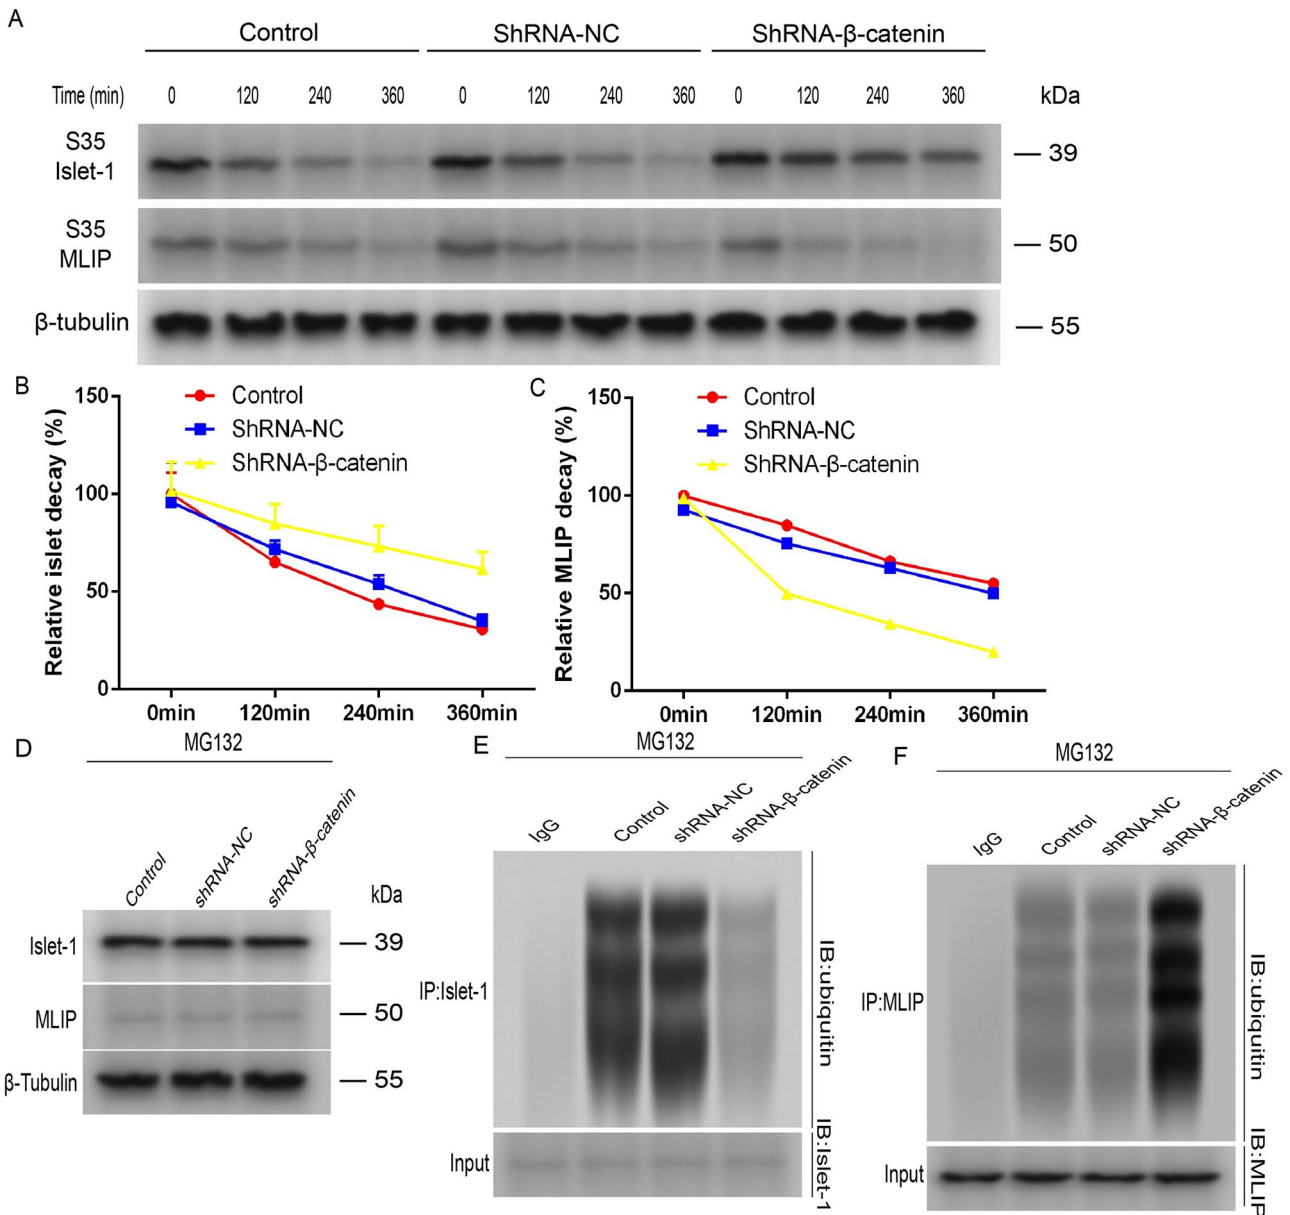 A
Control ShRNA-NC ShRNA-β-catenin
Time (min) 0 120 240 360 0 120 240 360 0 120 240 360 kDa
S35
Islet-1
39
S35
MLIP
50
β-tubulin
55
B
Relative islet decay (%)
150
100
50
0
Control
ShRNA-NC
ShRNA-β-catenin
0min 120min 240min 360min
C
Relative MLIP decay (%)
150
100
50
0
Control
ShRNA-NC
ShRNA-β-catenin
0min 120min 240min 360min
D
MG132
Control shRNA-NC shRNA-β-catenin
kDa
Islet-1 39
MLIP 50
β-Tubulin 55
E
MG132
IgG Control shRNA-NC shRNA-β-catenin
IP:Islet-1
IB:ubiquitin
Input
IB:Islet-1
F
MG132
IgG Control shRNA-NC shRNA-β-catenin
IP:MLIP
IB:ubiquitin
Input
IB:MLIP